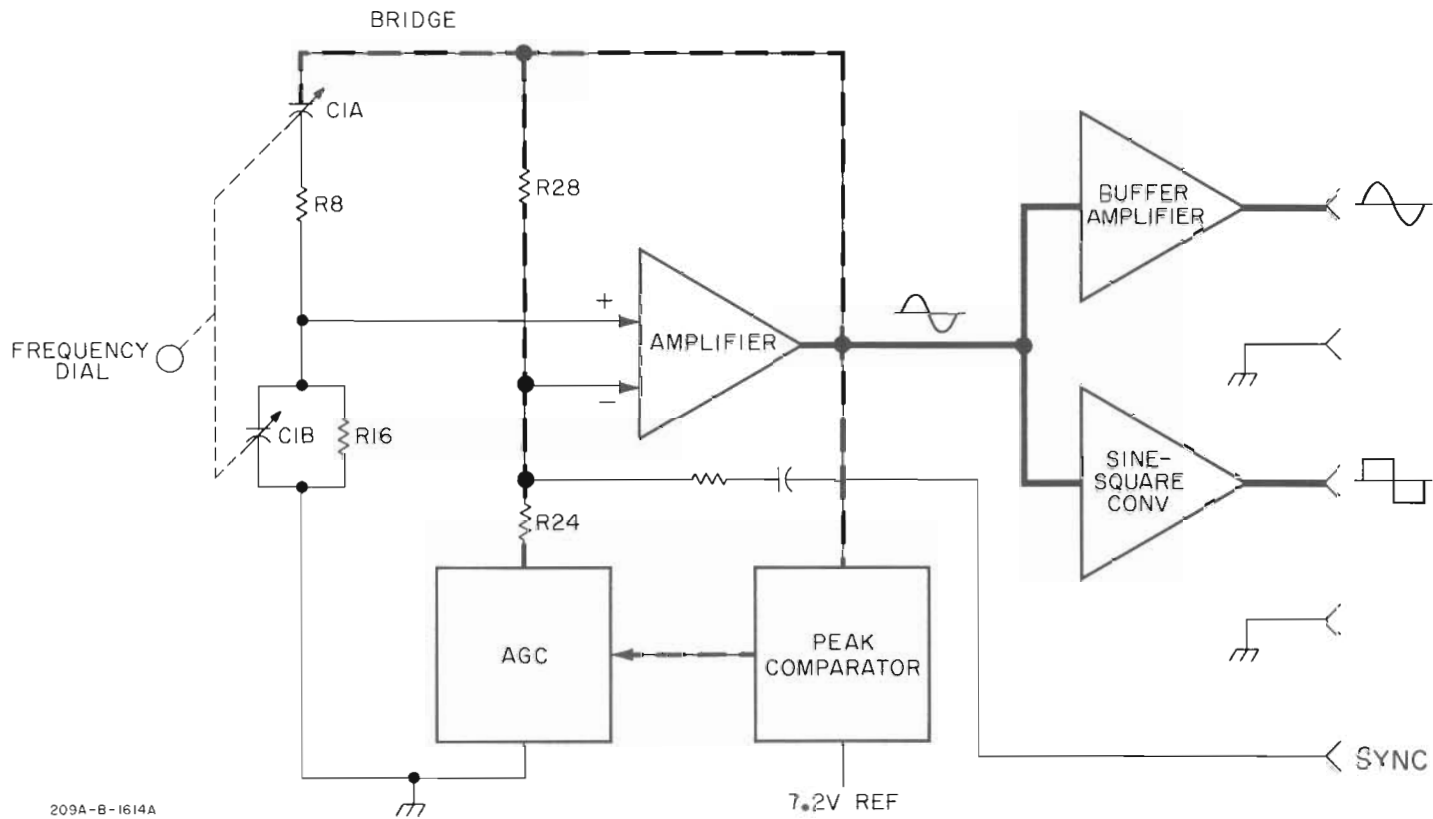 BRIDGE
C1A
R8
R28
BUFFER
AMPLIFIER
+
AMPLIFIER
−
FREQUENCY
DIAL
C1B
R16
SINE-
SQUARE
CONV
R24
AGC
PEAK
COMPARATOR
SYNC
7.2V REF
209A-B-1614A